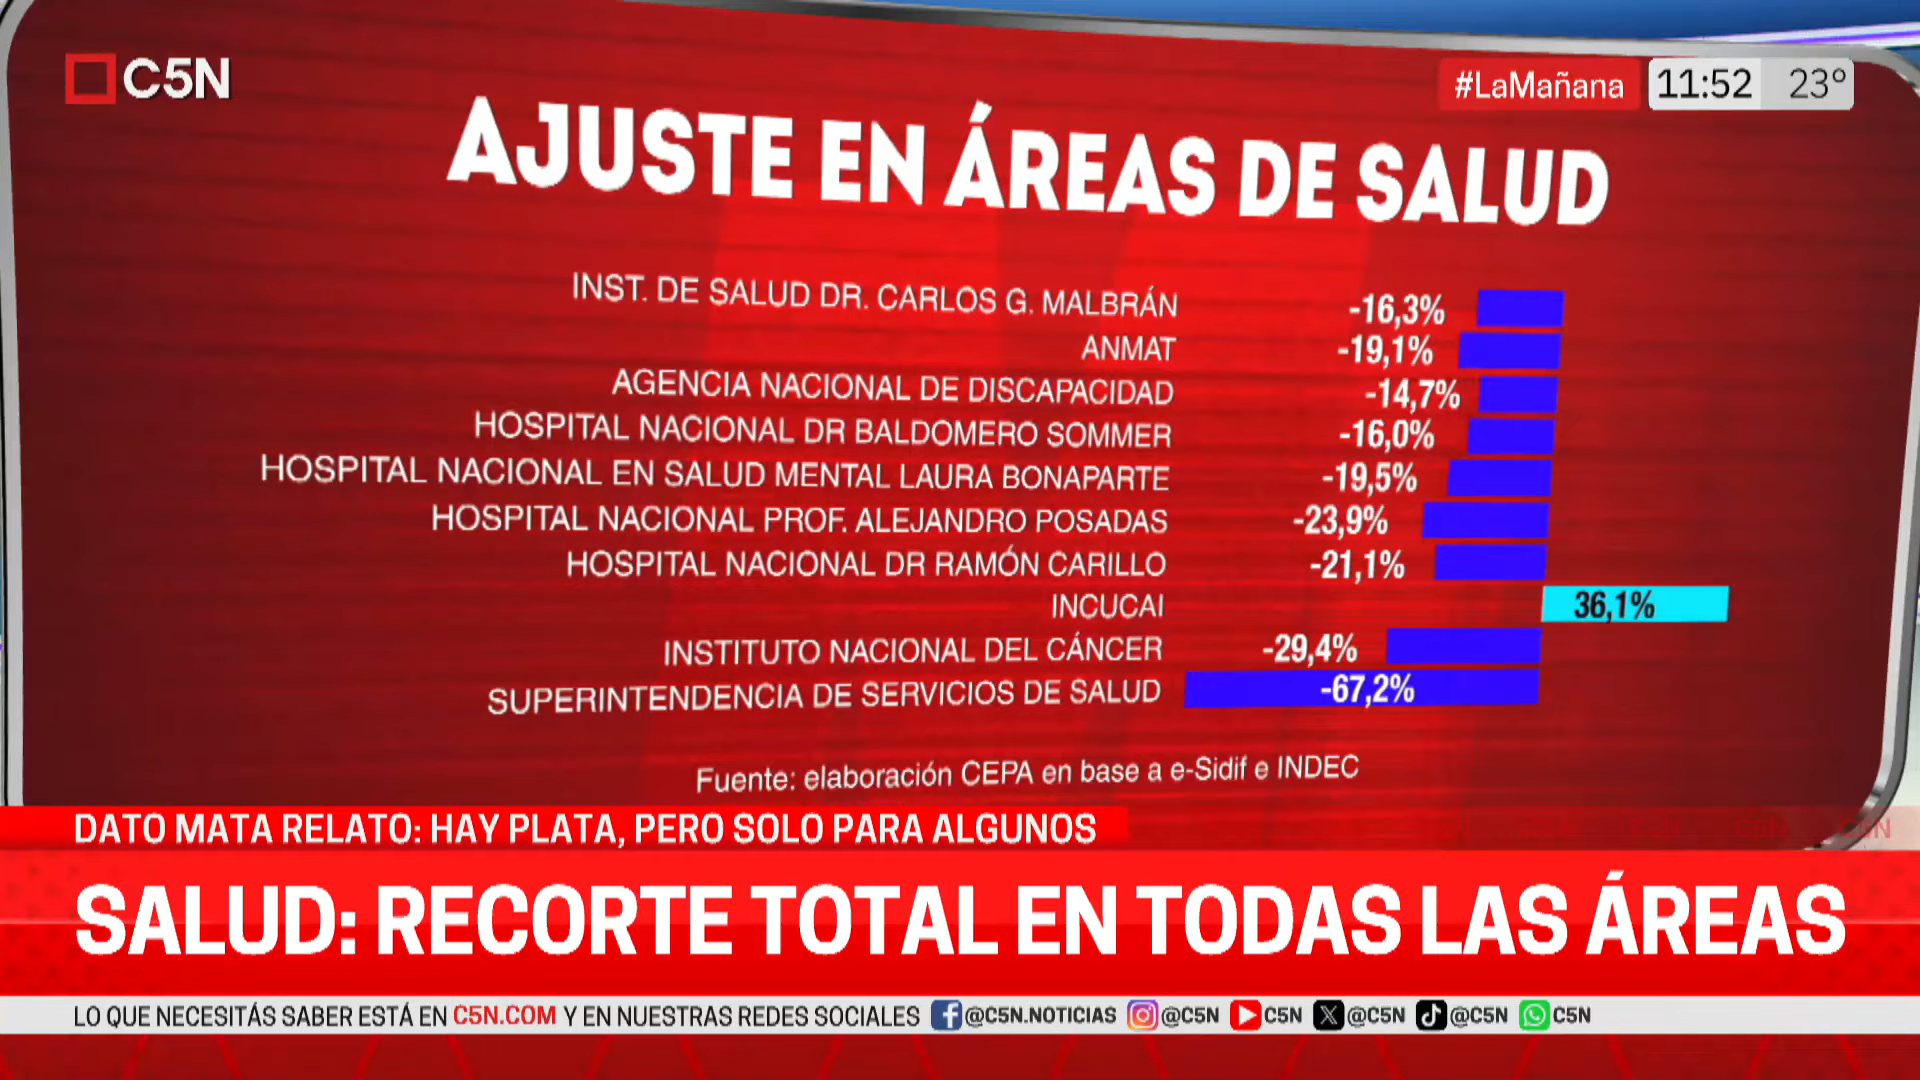 C5N
#LaMañana 11:52 23°
AJUSTE EN ÁREAS DE SALUD
INST. DE SALUD DR. CARLOS G. MALBRÁN -16,3%
ANMAT -19,1%
AGENCIA NACIONAL DE DISCAPACIDAD -14,7%
HOSPITAL NACIONAL DR BALDOMERO SOMMER -16,0%
HOSPITAL NACIONAL EN SALUD MENTAL LAURA BONAPARTE -19,5%
HOSPITAL NACIONAL PROF. ALEJANDRO POSADAS -23,9%
HOSPITAL NACIONAL DR RAMÓN CARILLO -21,1%
INCUCAI 36,1%
INSTITUTO NACIONAL DEL CÁNCER -29,4%
SUPERINTENDENCIA DE SERVICIOS DE SALUD -67,2%
Fuente: elaboración CEPA en base a e-Sidif e INDEC
DATO MATA RELATO: HAY PLATA, PERO SOLO PARA ALGUNOS
SALUD: RECORTE TOTAL EN TODAS LAS ÁREAS
LO QUE NECESITÁS SABER ESTÁ EN C5N.COM Y EN NUESTRAS REDES SOCIALES @C5N.NOTICIAS @C5N C5N @C5N @C5N C5N